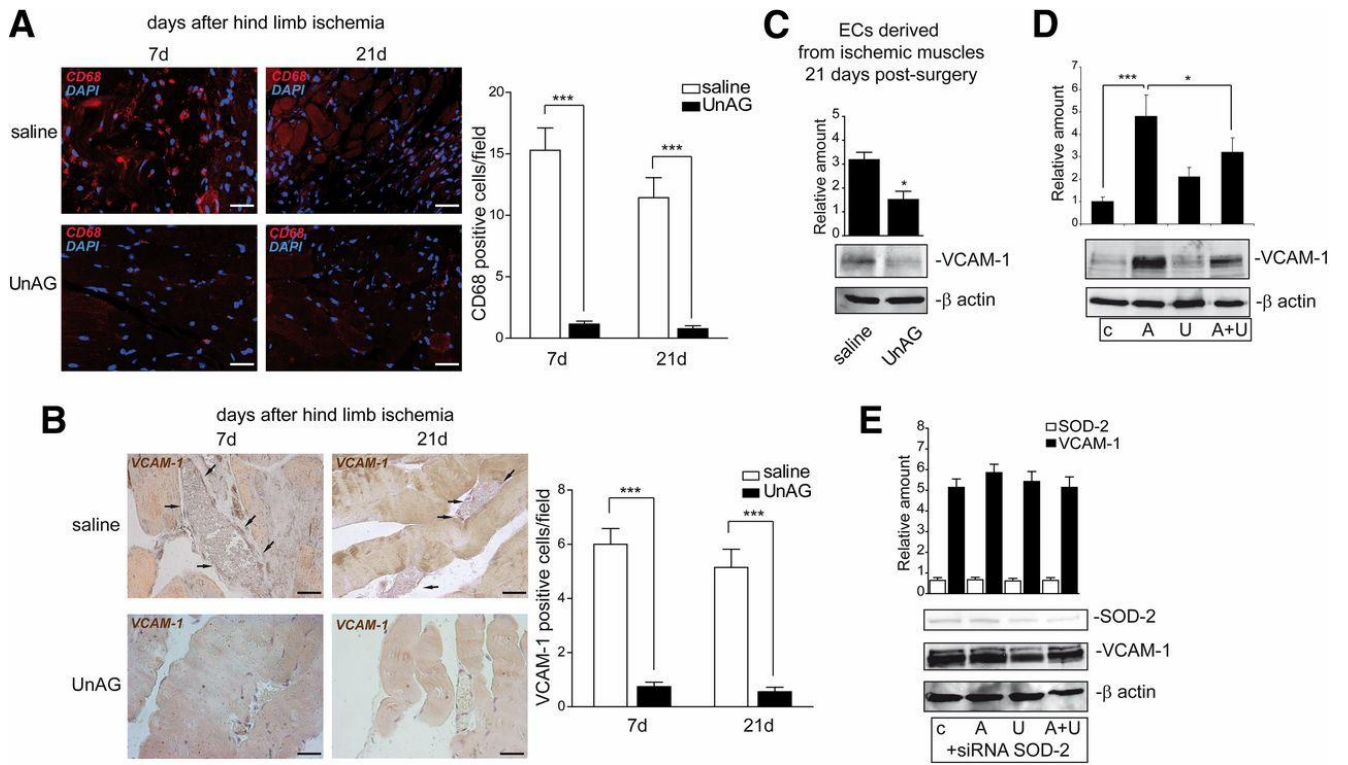 A
days after hind limb ischemia
7d
21d
CD68
DAPI
CD68
DAPI
saline
CD68
DAPI
CD68
DAPI
UnAG
saline
UnAG
CD68 positive cells/field
20
15
10
5
0
***
***
7d
21d
B
days after hind limb ischemia
7d
21d
VCAM-1
VCAM-1
saline
VCAM-1
VCAM-1
UnAG
saline
UnAG
VCAM-1 positive cells/field
8
6
4
2
0
***
***
7d
21d
C
ECs derived
from ischemic muscles
21 days post-surgery
Relative amount
5
4
3
2
1
0
*
-VCAM-1
-β actin
saline
UnAG
D
Relative amount
7
6
5
4
3
2
1
0
***
*
-VCAM-1
-β actin
c A U A+U
E
SOD-2
VCAM-1
Relative amount
8
7
6
5
4
3
2
1
0
-SOD-2
-VCAM-1
-β actin
c A U A+U
+siRNA SOD-2